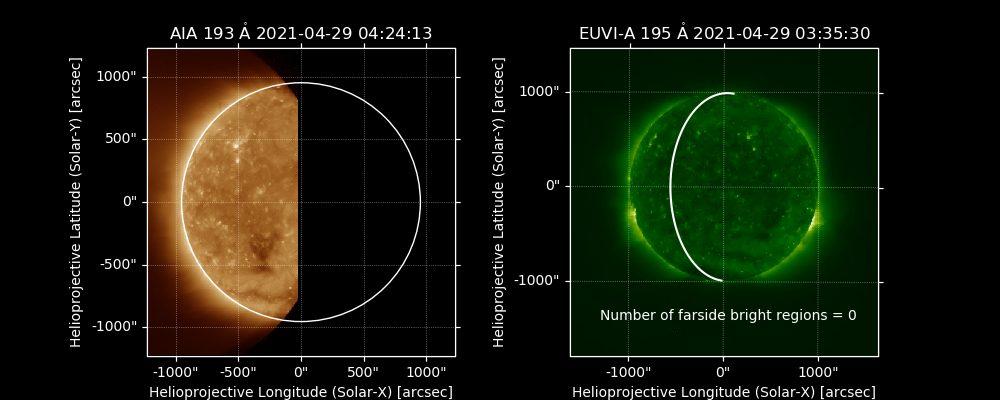 AIA 193 Å 2021-04-29 04:24:13
Helioprojective Latitude (Solar-Y) [arcsec]
1000"
500"
0"
-500"
-1000"
-1000" -500" 0" 500" 1000"
Helioprojective Longitude (Solar-X) [arcsec]
EUVI-A 195 Å 2021-04-29 03:35:30
Helioprojective Latitude (Solar-Y) [arcsec]
1000"
0"
-1000"
Number of farside bright regions = 0
-1000" 0" 1000"
Helioprojective Longitude (Solar-X) [arcsec]